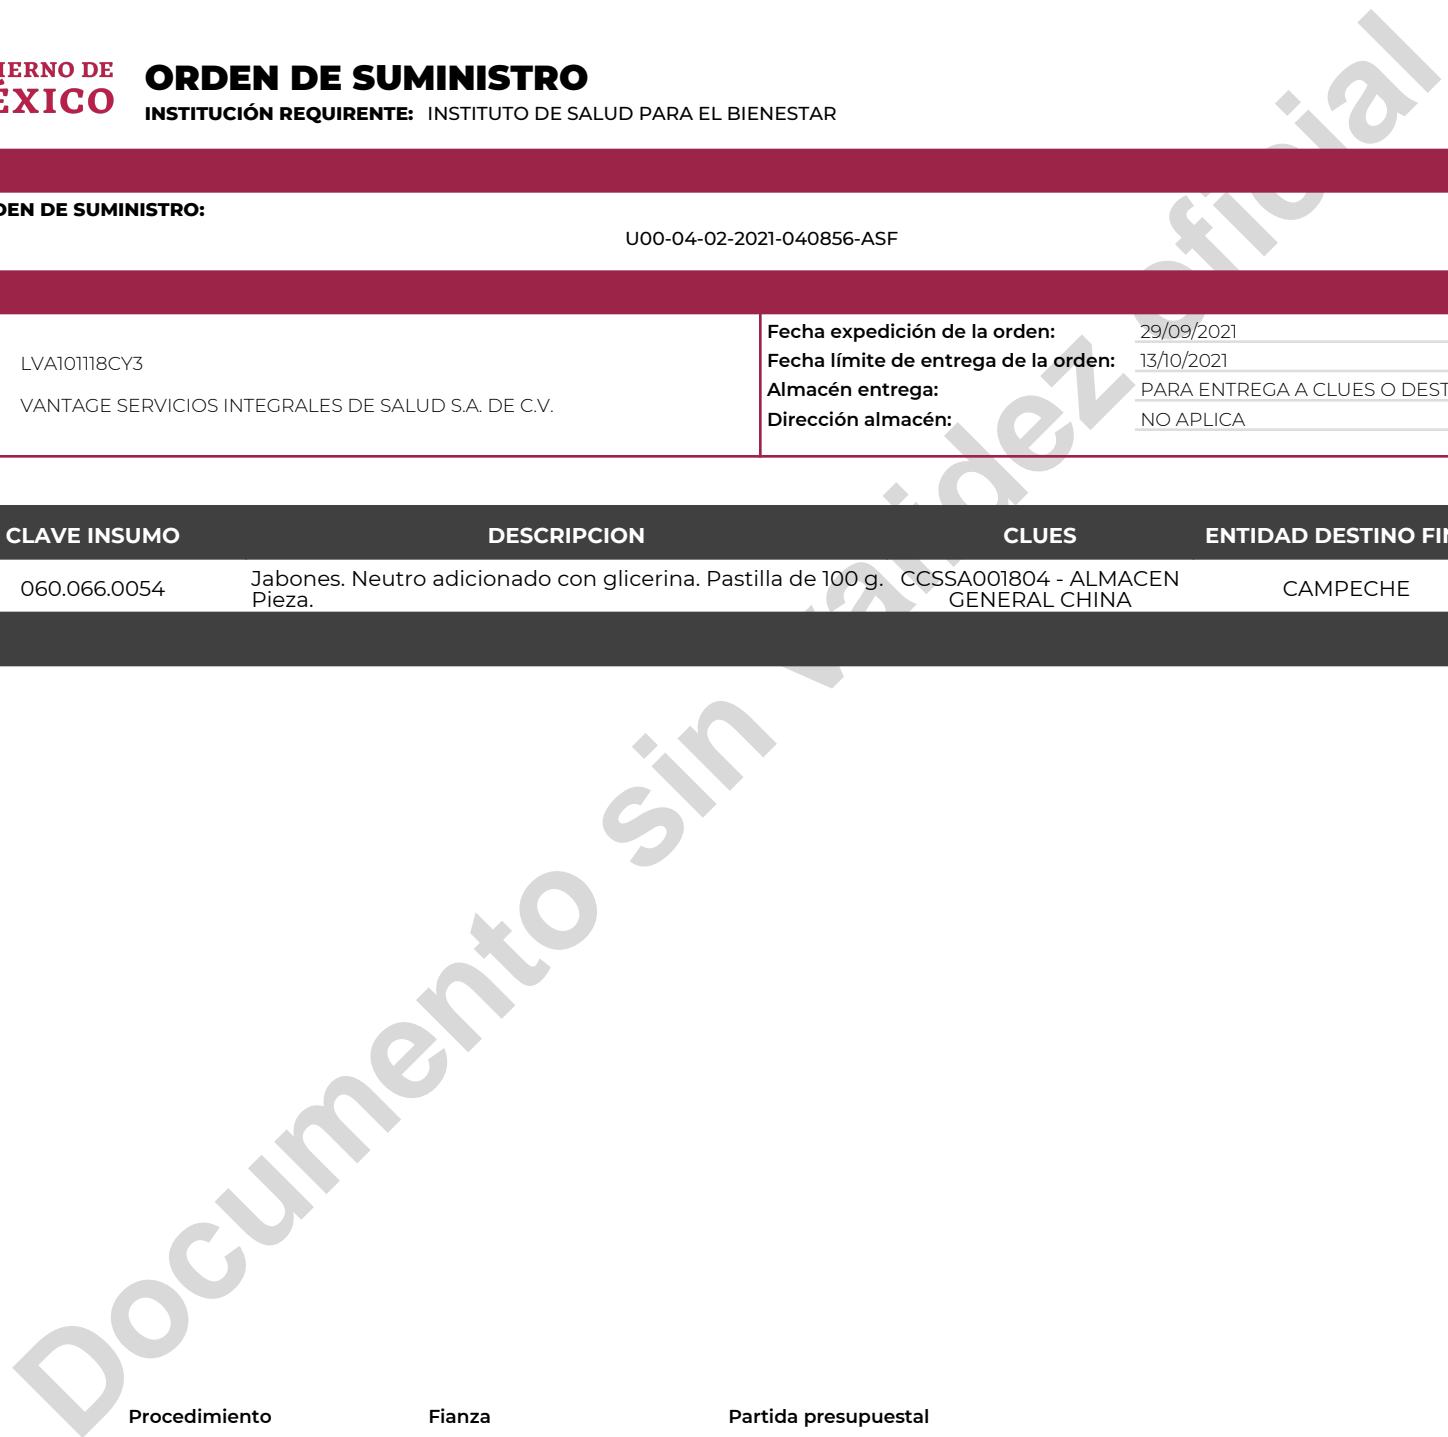 IERNO DE
ÉXICO
ORDEN DE SUMINISTRO
INSTITUCIÓN REQUIRENTE: INSTITUTO DE SALUD PARA EL BIENESTAR
DEN DE SUMINISTRO:
U00-04-02-2021-040856-ASF
LVA101118CY3
VANTAGE SERVICIOS INTEGRALES DE SALUD S.A. DE C.V.
Fecha expedición de la orden: 29/09/2021
Fecha límite de entrega de la orden: 13/10/2021
Almacén entrega: PARA ENTREGA A CLUES O DEST
Dirección almacén: NO APLICA
CLAVE INSUMO DESCRIPCION CLUES ENTIDAD DESTINO FIN
060.066.0054 Jabones. Neutro adicionado con glicerina. Pastilla de 100 g. CCSSA001804 - ALMACEN CAMPECHE
Pieza. GENERAL CHINA
Documento sin validez oficial
Procedimiento Fianza Partida presupuestal